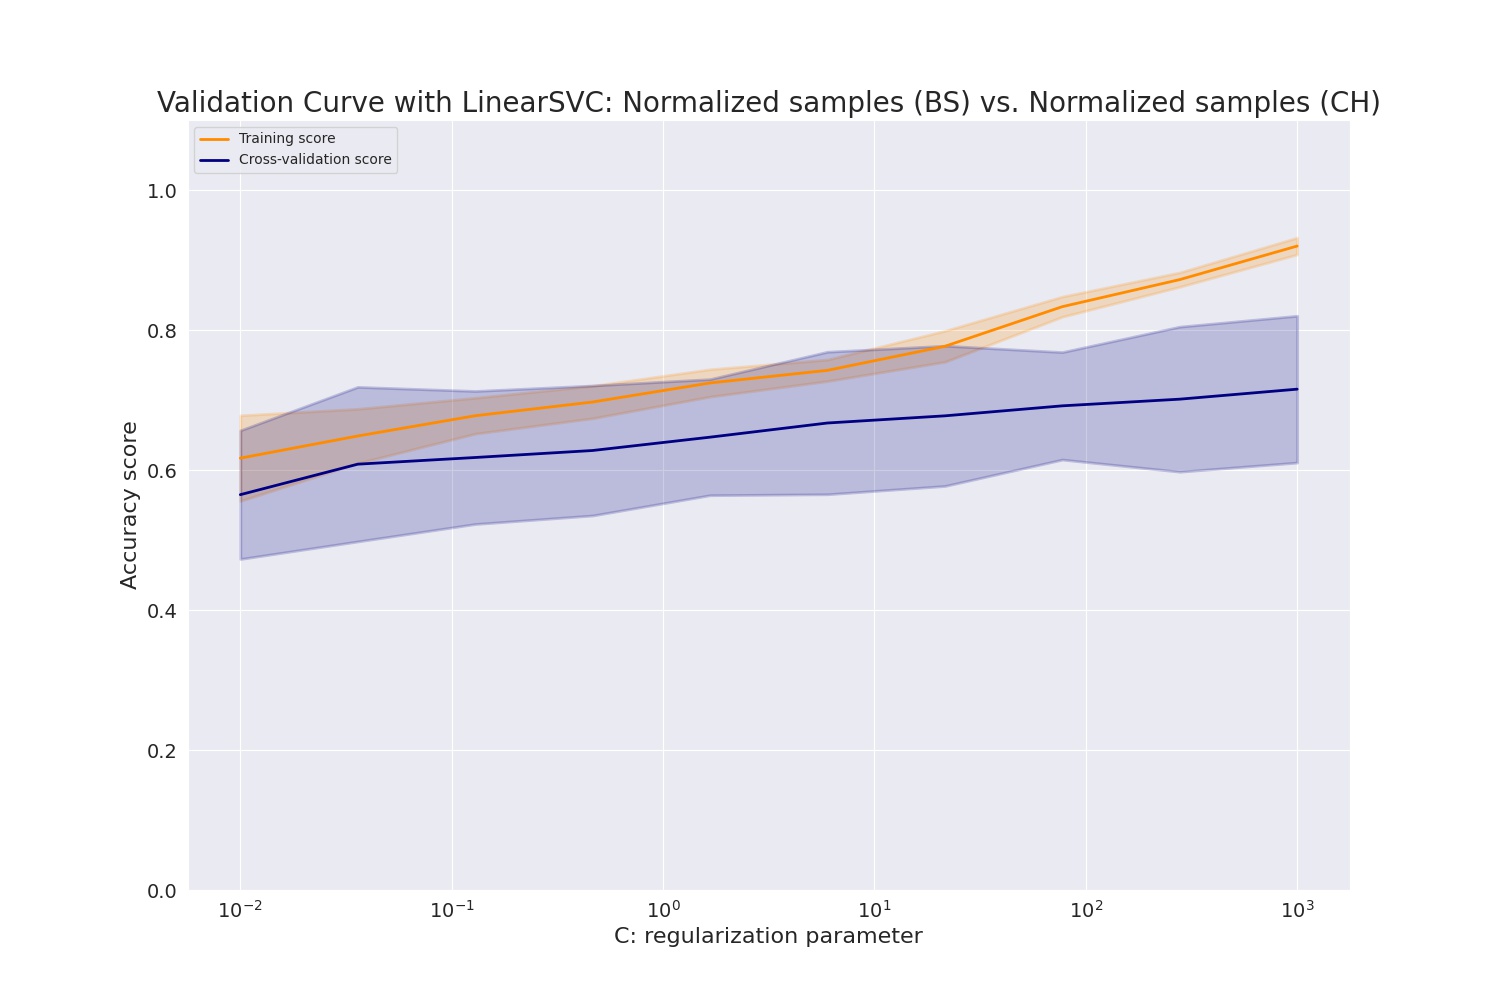 Validation Curve with LinearSVC: Normalized samples (BS) vs. Normalized samples (CH)
Training score
Cross-validation score
1.0
0.8
0.6
0.4
0.2
0.0
Accuracy score
10⁻² 10⁻¹ 10⁰ 10¹ 10² 10³
C: regularization parameter